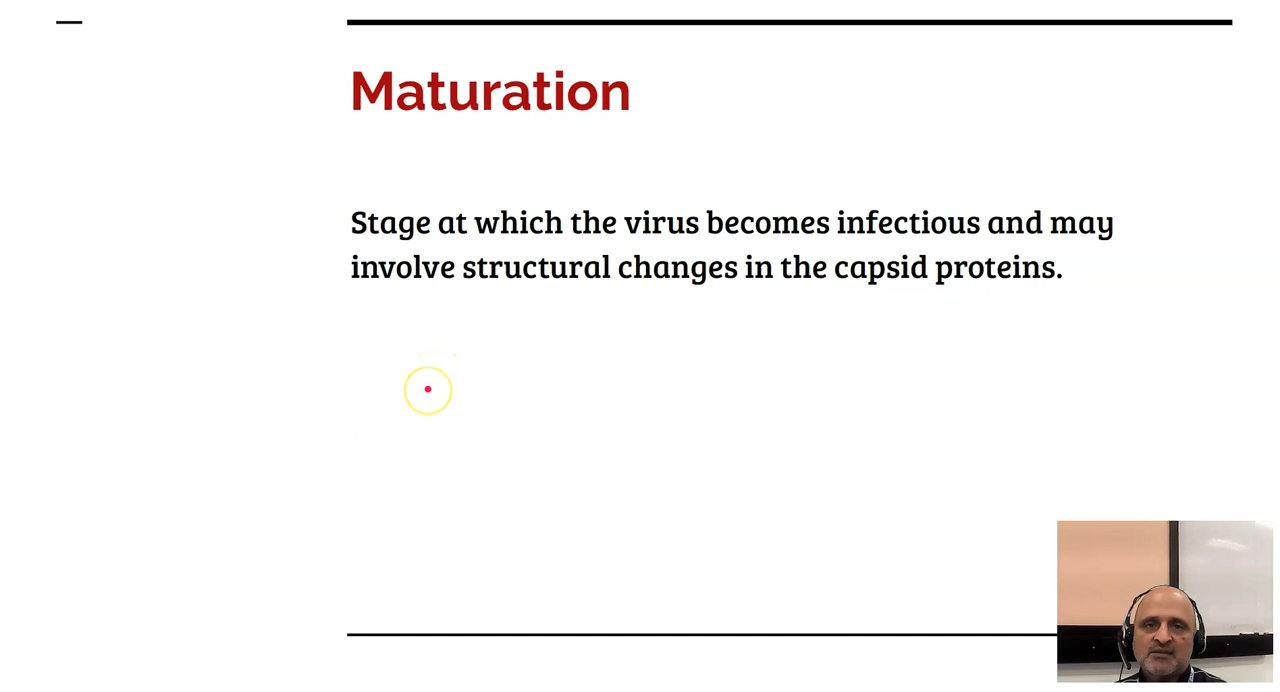 Maturation
Stage at which the virus becomes infectious and may
involve structural changes in the capsid proteins.